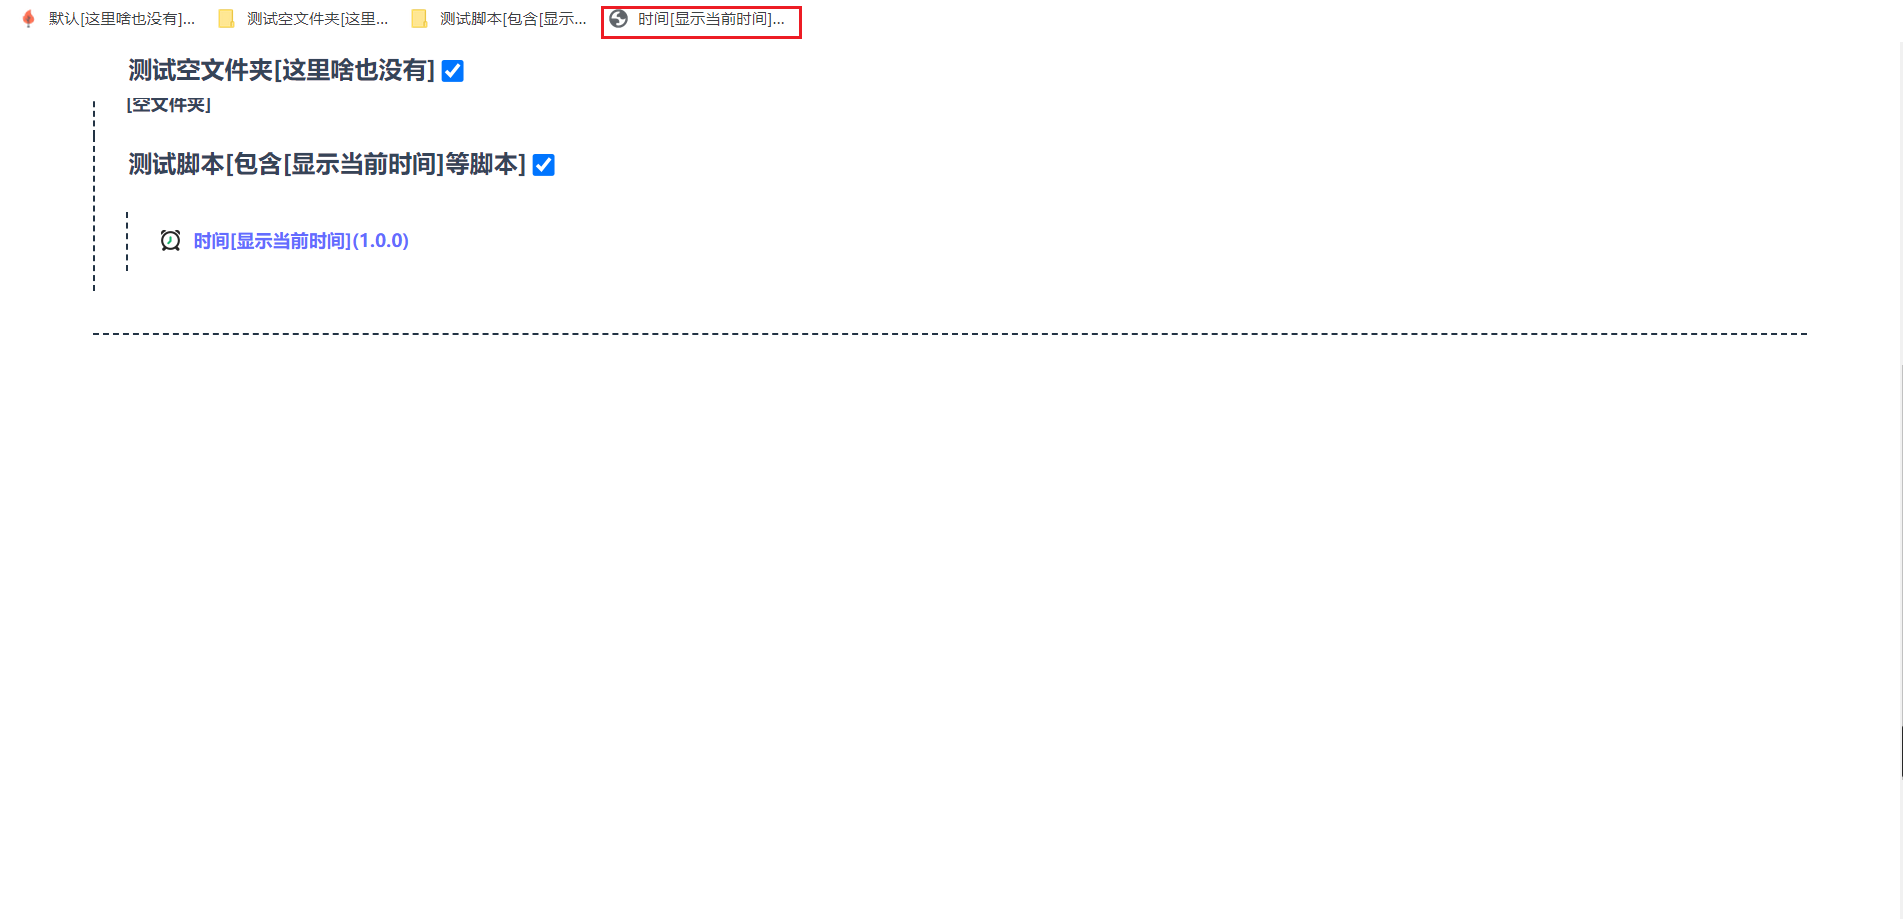 默认[这里啥也没有]...
测试空文件夹[这里...
测试脚本[包含[显示...
时间[显示当前时间]...
测试空文件夹[这里啥也没有]
[空文件夹]
测试脚本[包含[显示当前时间]等脚本]
时间[显示当前时间](1.0.0)